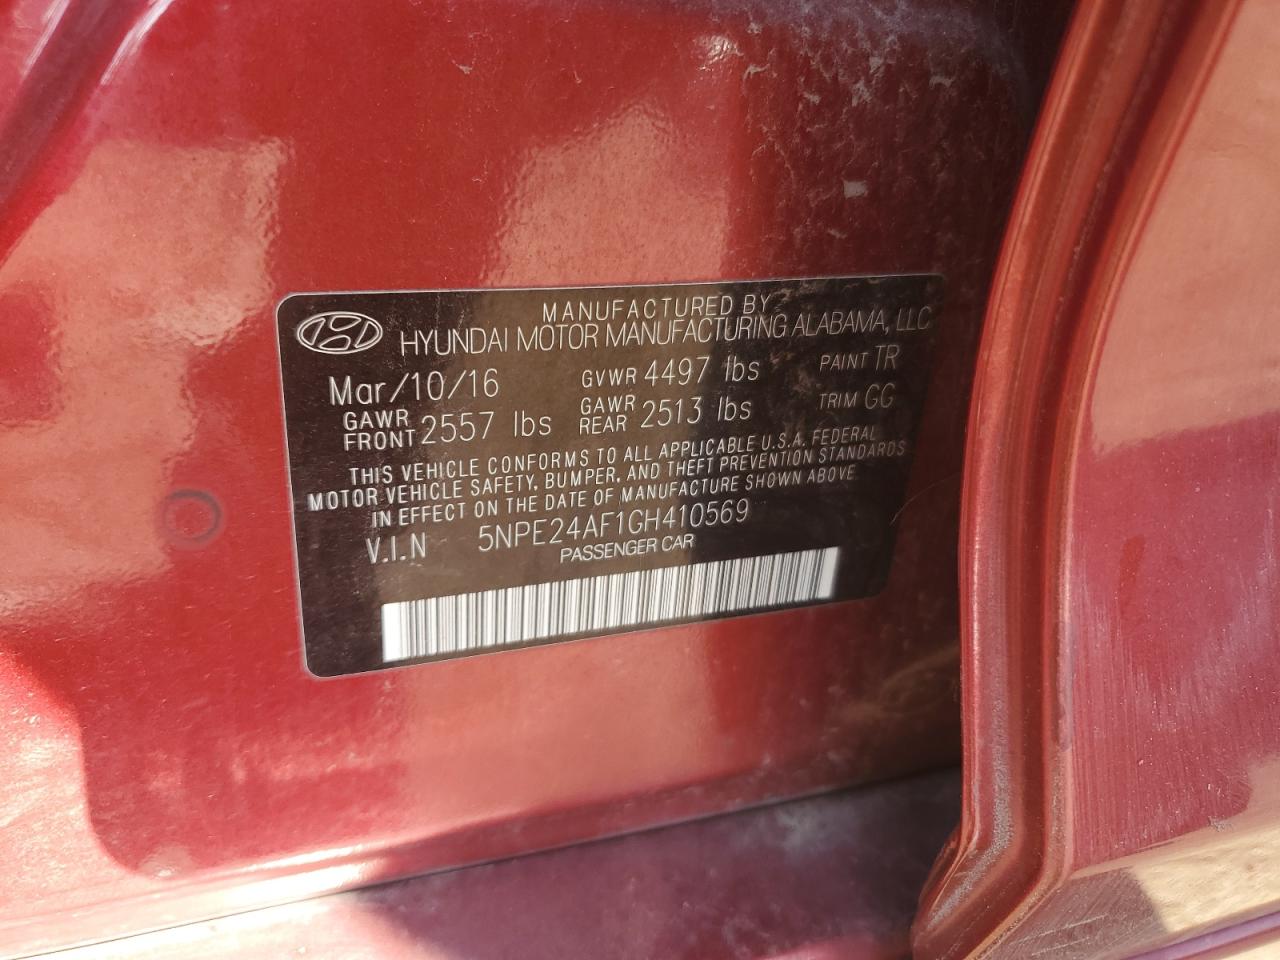 MANUFACTURED BY
HYUNDAI MOTOR MANUFACTURING ALABAMA, LLC
Mar/10/16 GVWR 4497 lbs PAINT TR
GAWR FRONT 2557 lbs GAWR REAR 2513 lbs TRIM GG
THIS VEHICLE CONFORMS TO ALL APPLICABLE U.S.A. FEDERAL
MOTOR VEHICLE SAFETY, BUMPER, AND THEFT PREVENTION STANDARDS
IN EFFECT ON THE DATE OF MANUFACTURE SHOWN ABOVE.
V.I.N 5NPE24AF1GH410569
PASSENGER CAR